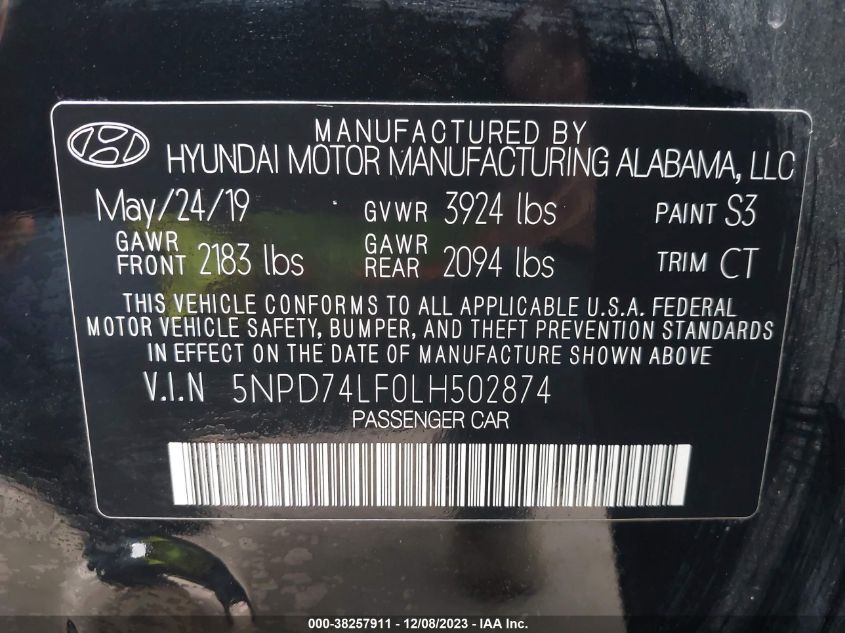 MANUFACTURED BY
HYUNDAI MOTOR MANUFACTURING ALABAMA, LLC
May/24/19 GVWR 3924 lbs PAINT S3
GAWR FRONT 2183 lbs GAWR REAR 2094 lbs TRIM CT
THIS VEHICLE CONFORMS TO ALL APPLICABLE U.S.A. FEDERAL
MOTOR VEHICLE SAFETY, BUMPER, AND THEFT PREVENTION STANDARDS
IN EFFECT ON THE DATE OF MANUFACTURE SHOWN ABOVE
V.I.N 5NPD74LF0LH502874
PASSENGER CAR
000-38257911 - 12/08/2023 - IAA Inc.